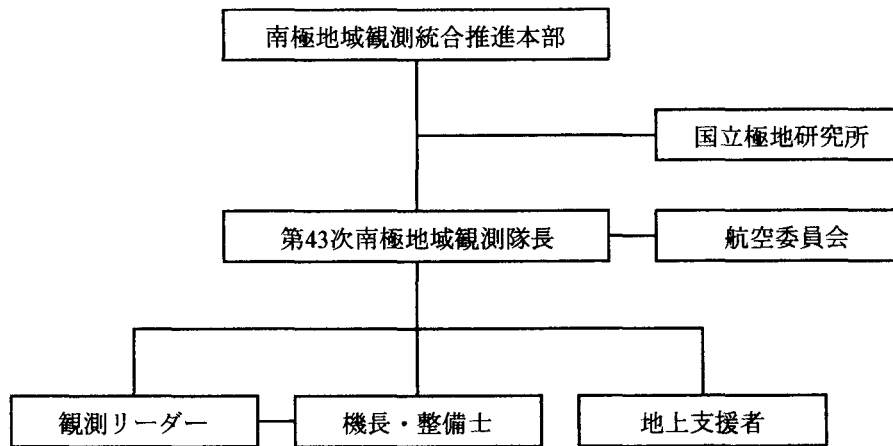 南極地域観測統合推進本部
国立極地研究所
第43次南極地域観測隊長
航空委員会
観測リーダー
機長・整備士
地上支援者